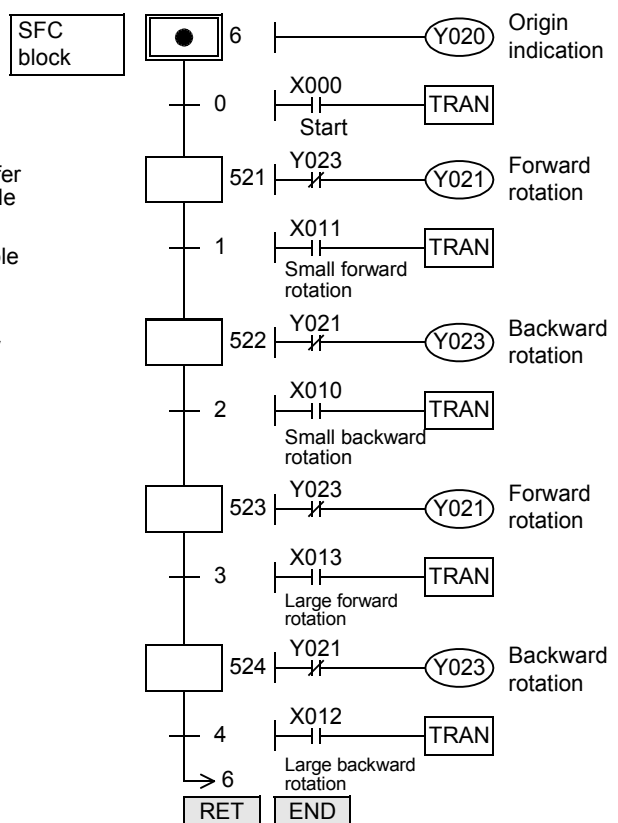 SFC
block
6
Y020
Origin
indication
0
X000
Start
TRAN
521
Y023
Y021
Forward
rotation
1
X011
Small forward
rotation
TRAN
522
Y021
Y023
Backward
rotation
2
X010
Small backward
rotation
TRAN
523
Y023
Y021
Forward
rotation
3
X013
Large forward
rotation
TRAN
524
Y021
Y023
Backward
rotation
4
X012
Large backward
rotation
TRAN
6
RET
END